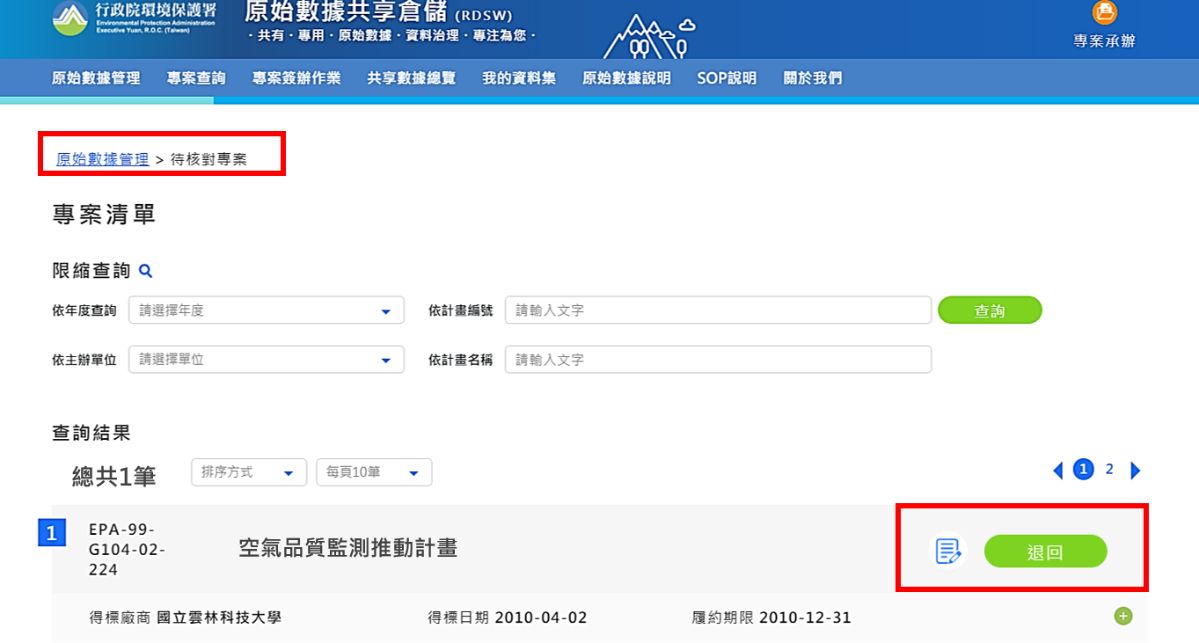 行政院環境保護署
Environmental Protection Administration
Executive Yuan, R.O.C. (Taiwan)
原始數據共享倉儲 (RDSW)
·共有·專用·原始數據·資料治理·專注為您·
專案承辦
原始數據管理 專案查詢 專案簽辦作業 共享數據總覽 我的資料集 原始數據說明 SOP說明 關於我們
原始數據管理 > 待核對專案
專案清單
限縮查詢
依年度查詢 請選擇年度 依計畫編號 請輸入文字 查詢
依主辦單位 請選擇單位 依計畫名稱 請輸入文字
查詢結果
總共1筆 排序方式 每頁10筆 1 2
1 EPA-99-
G104-02-
224
空氣品質監測推動計畫 退回
得標廠商 國立雲林科技大學 得標日期 2010-04-02 履約期限 2010-12-31